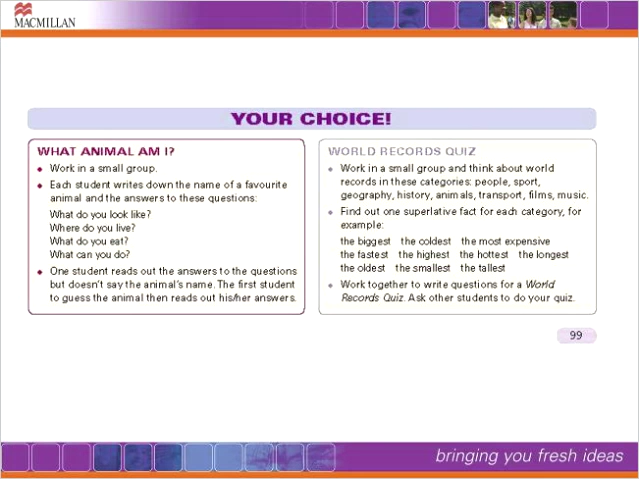 MACMILLAN
YOUR CHOICE!
WHAT ANIMAL AM I?
• Work in a small group.
• Each student writes down the name of a favourite
animal and the answers to these questions:
What do you look like?
Where do you live?
What do you eat?
What can you do?
• One student reads out the answers to the questions
but doesn't say the animal's name. The first student
to guess the animal then reads out his/her answers.
WORLD RECORDS QUIZ
• Work in a small group and think about world
records in these categories: people, sport,
geography, history, animals, transport, films, music.
• Find out one superlative fact for each category, for
example:
the biggest the coldest the most expensive
the fastest the highest the hottest the longest
the oldest the smallest the tallest
• Work together to write questions for a World
Records Quiz. Ask other students to do your quiz.
99
bringing you fresh ideas